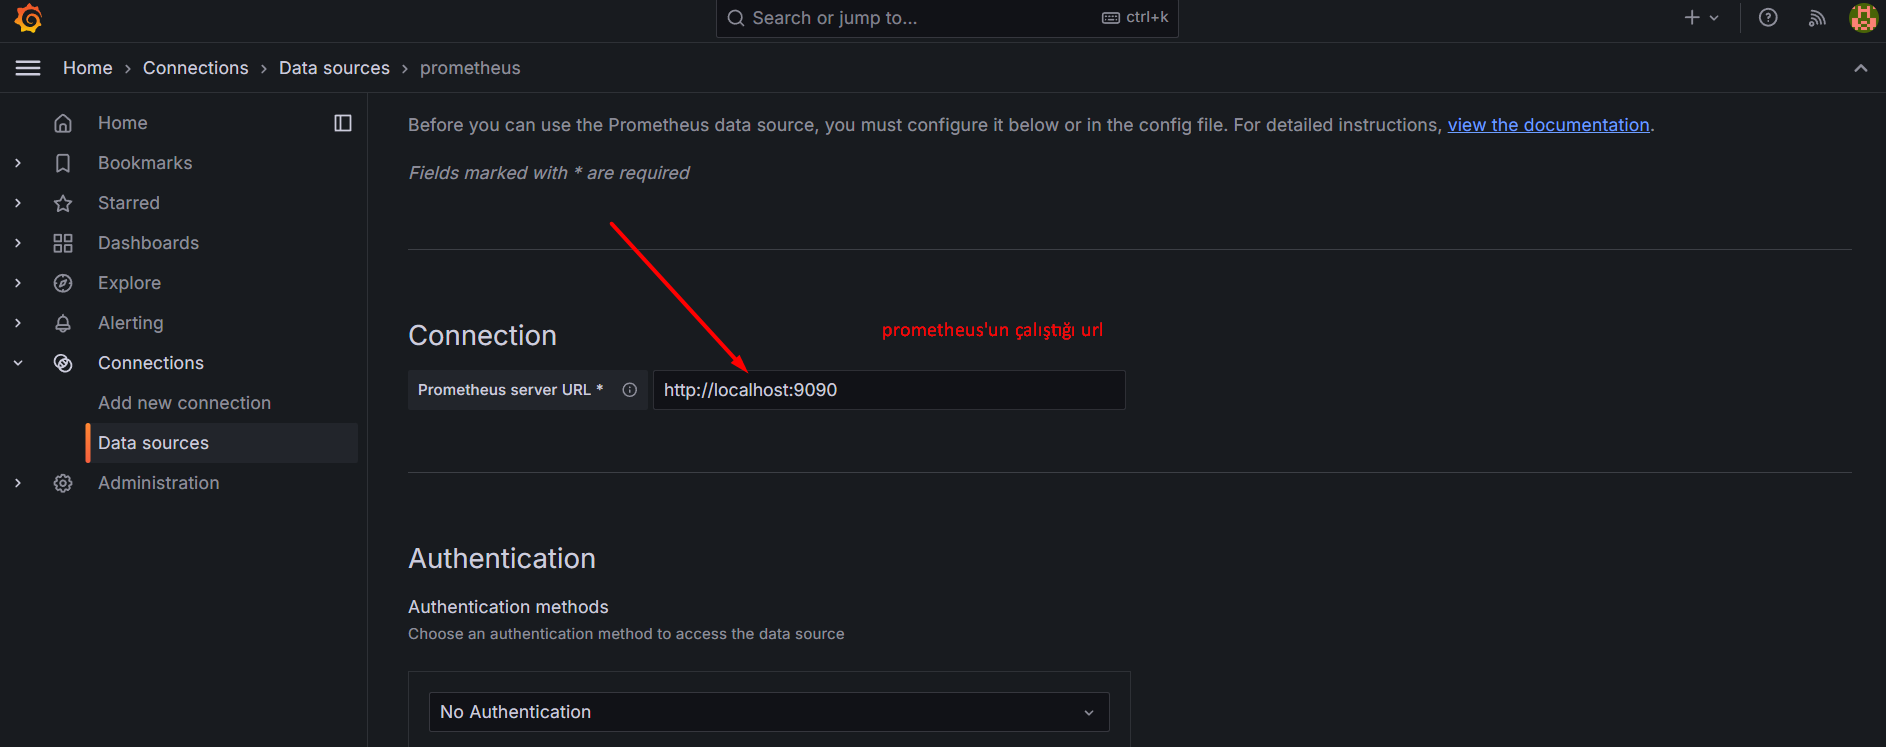 Search or jump to...
ctrl+k
Home › Connections › Data sources › prometheus
Home
Bookmarks
Starred
Dashboards
Explore
Alerting
Connections
Add new connection
Data sources
Administration
Before you can use the Prometheus data source, you must configure it below or in the config file. For detailed instructions, view the documentation.
Fields marked with * are required
Connection
prometheus'un çalıştığı url
Prometheus server URL *
http://localhost:9090
Authentication
Authentication methods
Choose an authentication method to access the data source
No Authentication